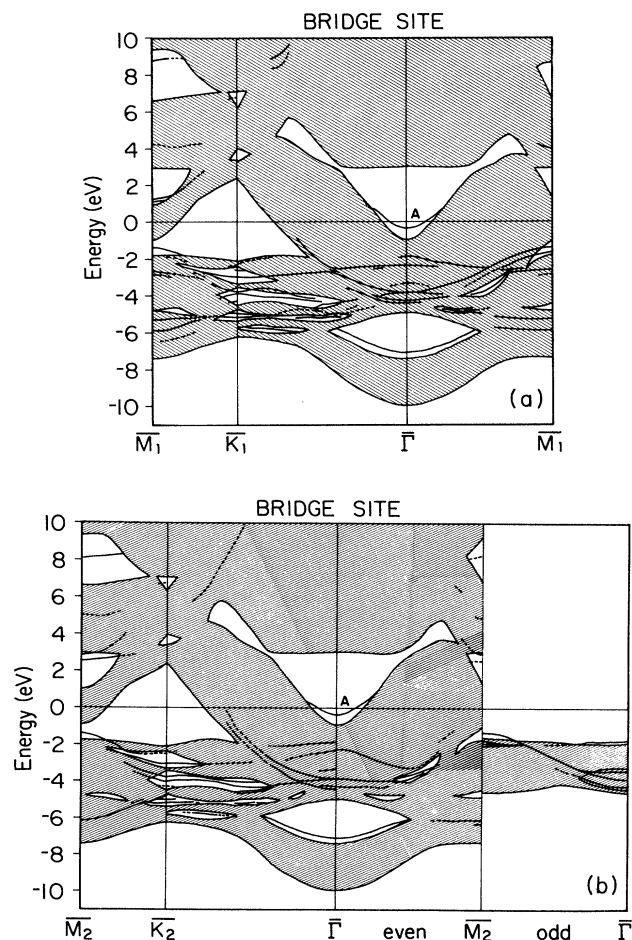 BRIDGE SITE
10
8
6
4
2
0
-2
-4
-6
-8
-10
Energy (eV)
A
(a)
M̅₁ K̅₁ Γ̅ M̅₁
BRIDGE SITE
10
8
6
4
2
0
-2
-4
-6
-8
-10
Energy (eV)
A
(b)
M̅₂ K̅₂ Γ̅ even M̅₂ odd Γ̅